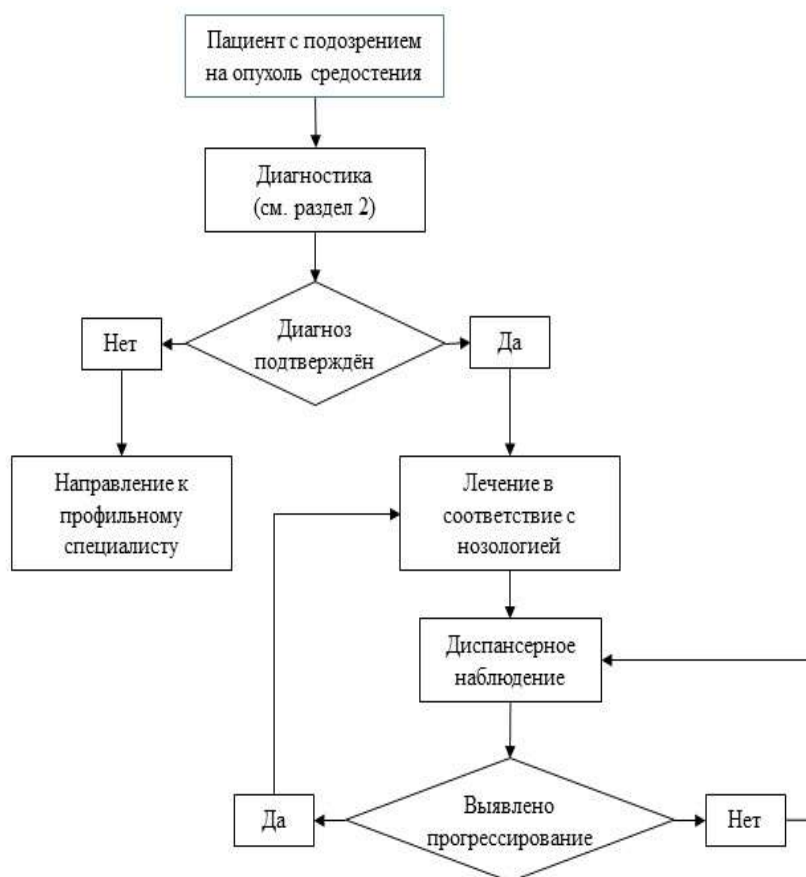 Пациент с подозрением
на опухоль средостения
Диагностика
(см. раздел 2)
Диагноз
подтверждён
Нет
Да
Направление к
профильному
специалисту
Лечение в
соответствие с
нозологией
Диспансерное
наблюдение
Выявлено
прогрессирование
Да
Нет